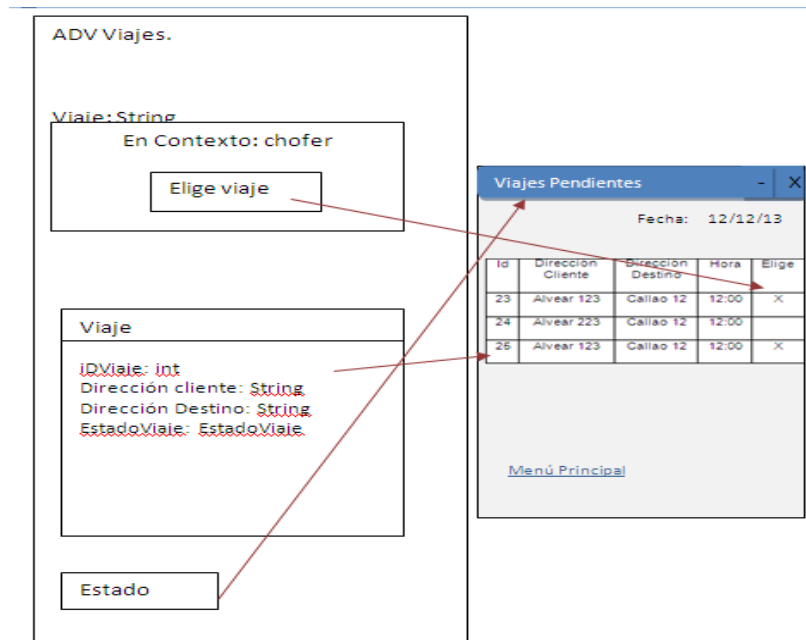 ADV Viajes.
Viaje: String
En Contexto: chofer
Elige viaje
Viaje
iDViaje: int
Dirección cliente: String
Dirección Destino: String
EstadoViaje: EstadoViaje
Estado
Viajes Pendientes - X
Fecha: 12/12/13
Id Dirección Cliente Dirección Destino Hora Elige
23 Alvear 123 Callao 12 12:00 X
24 Alvear 223 Callao 12 12:00
25 Alvear 123 Callao 12 12:00 X
Menú Principal